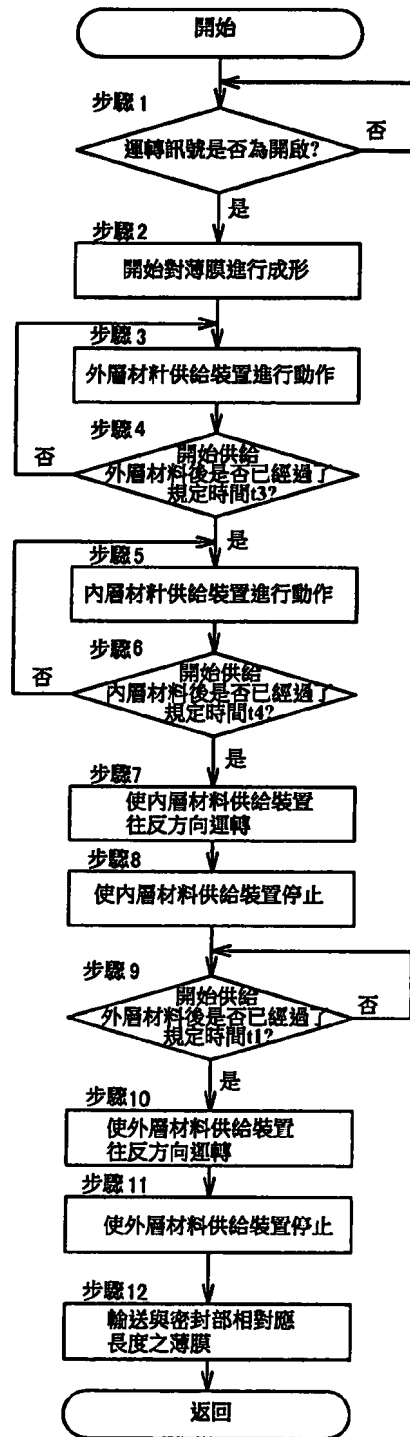 開始
步驟1
運轉訊號是否為開啟?
否
是
步驟2
開始對薄膜進行成形
步驟3
外層材料供給裝置進行動作
步驟4
開始供給
外層材料後是否已經過了
規定時間t3?
否
是
步驟5
內層材料供給裝置進行動作
步驟6
開始供給
內層材料後是否已經過了
規定時間t4?
否
是
步驟7
使內層材料供給裝置
往反方向運轉
步驟8
使內層材料供給裝置停止
步驟9
開始供給
外層材料後是否已經過了
規定時間t1?
否
是
步驟10
使外層材料供給裝置
往反方向運轉
步驟11
使外層材料供給裝置停止
步驟12
輸送與密封部相對應
長度之薄膜
返回